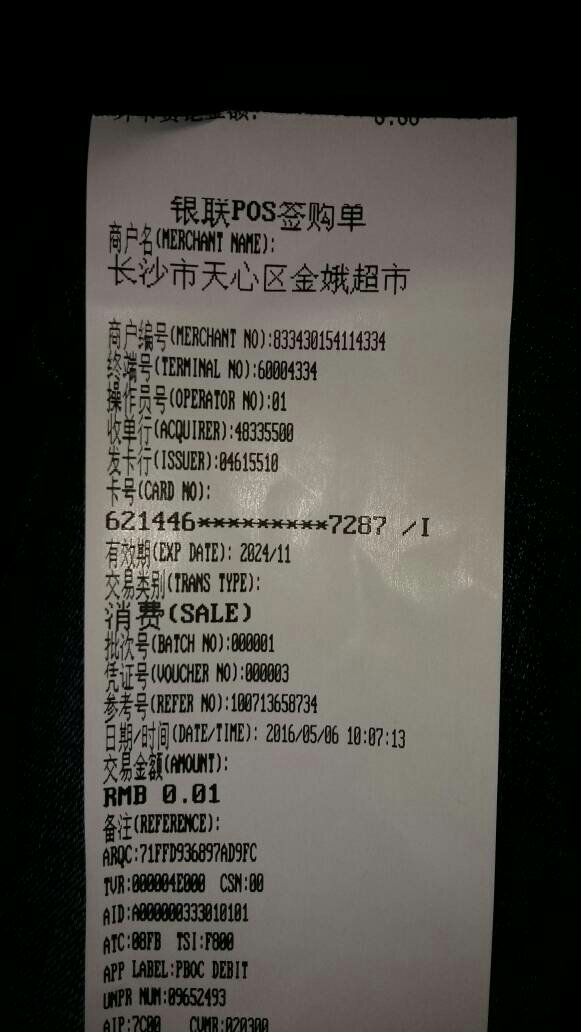 银联POS签购单
商户名(MERCHANT NAME):
长沙市天心区金娥超市
商户编号(MERCHANT NO):833430154114334
终端号(TERMINAL NO):60004334
操作员号(OPERATOR NO):01
收单行(ACQUIRER):48335500
发卡行(ISSUER):04615510
卡号(CARD NO):
621446*********7287 /I
有效期(EXP DATE): 2024/11
交易类别(TRANS TYPE):
消费(SALE)
批次号(BATCH NO):000001
凭证号(VOUCHER NO):000003
参考号(REFER NO):100713658734
日期/时间(DATE/TIME): 2016/05/06 10:07:13
交易金额(AMOUNT):
RMB 0.01
备注(REFERENCE):
ARQC:71FFD936897AD9FC
TVR:000004E000 CSN:00
AID:A000000333010101
ATC:08FB TSI:F800
APP LABEL:PBOC DEBIT
UNPR NUM:09652493
AIP:7C00 CVMR:020300